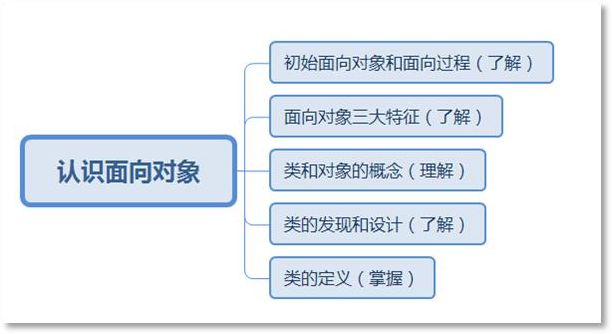 认识面向对象
初始面向对象和面向过程（了解）
面向对象三大特征（了解）
类和对象的概念（理解）
类的发现和设计（了解）
类的定义（掌握）